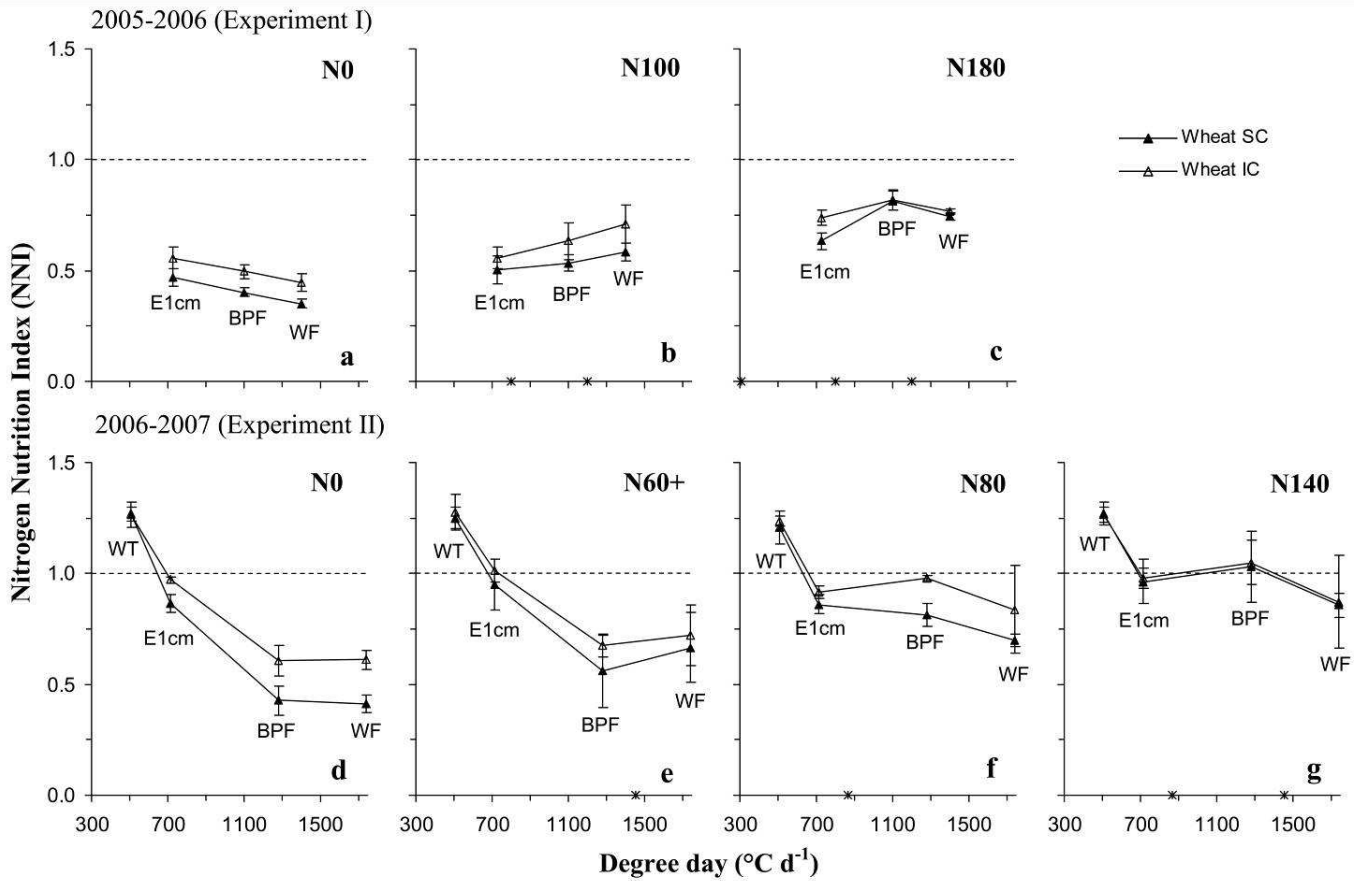 2005-2006 (Experiment I)
1.5
1.0
0.5
0.0
N0
E1cm
BPF
WF
a
N100
E1cm
BPF
WF
b
N180
E1cm
BPF
WF
c
Wheat SC
Wheat IC
Nitrogen Nutrition Index (NNI)
2006-2007 (Experiment II)
1.5
1.0
0.5
0.0
N0
WT
E1cm
BPF
WF
d
N60+
WT
E1cm
BPF
WF
e
N80
WT
E1cm
BPF
WF
f
N140
WT
E1cm
BPF
WF
g
300 700 1100 1500 300 700 1100 1500 300 700 1100 1500 300 700 1100 1500
Degree day (°C d⁻¹)